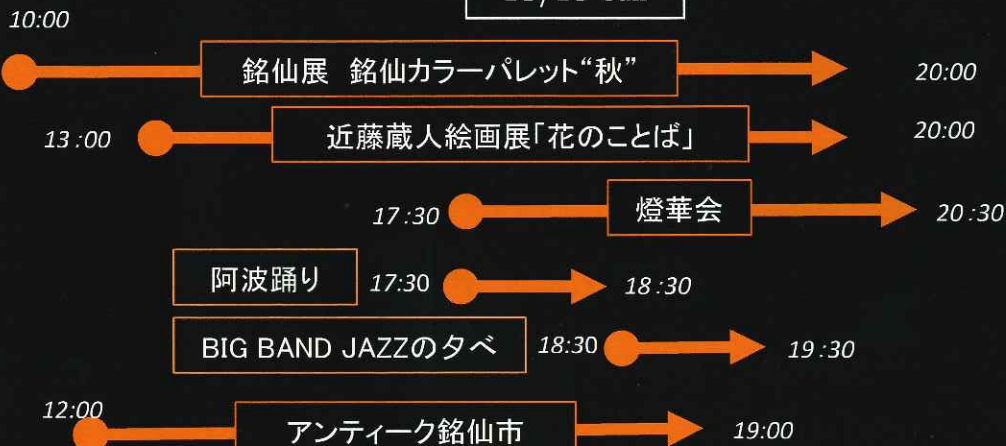 10:00
銘仙展 銘仙カラーパレット“秋”
20:00
13:00
近藤蔵人絵画展「花のことば」
20:00
17:30
燈華会
20:30
阿波踊り
17:30
18:30
BIG BAND JAZZの夕べ
18:30
19:30
12:00
アンティーク銘仙市
19:00